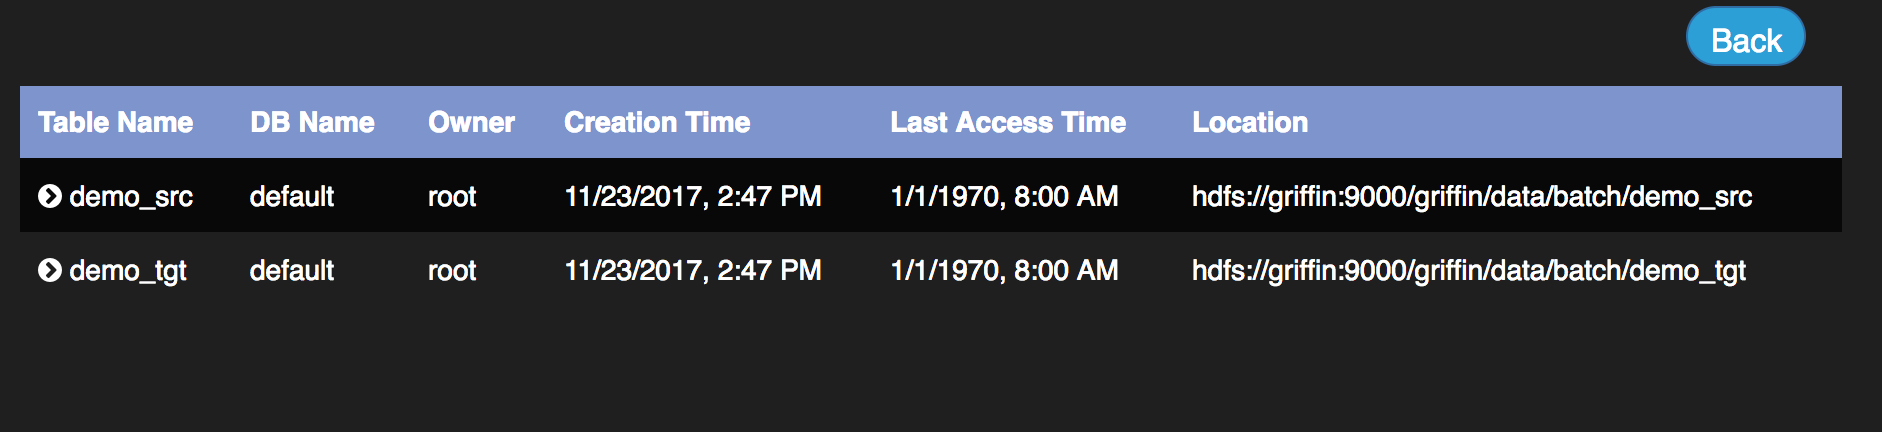 Back
Table Name DB Name Owner Creation Time Last Access Time Location
demo_src default root 11/23/2017, 2:47 PM 1/1/1970, 8:00 AM hdfs://griffin:9000/griffin/data/batch/demo_src
demo_tgt default root 11/23/2017, 2:47 PM 1/1/1970, 8:00 AM hdfs://griffin:9000/griffin/data/batch/demo_tgt